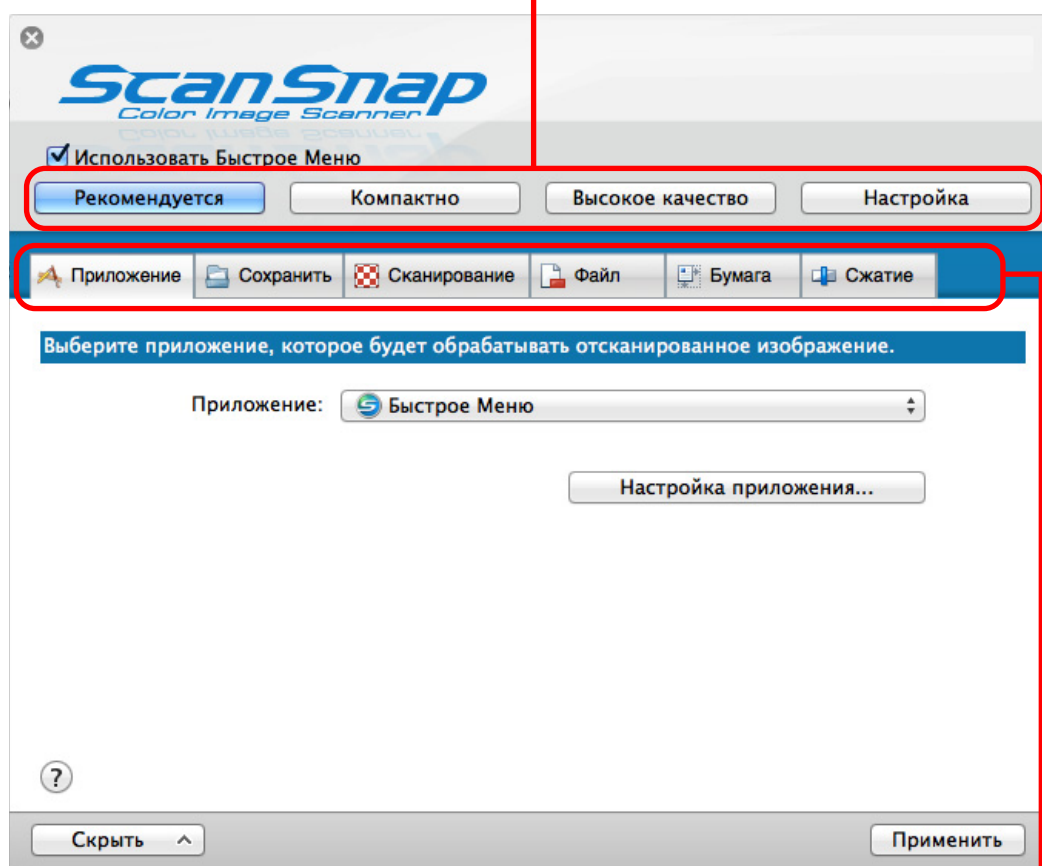 ScanSnap
Color Image Scanner
Использовать Быстрое Меню
Рекомендуется Компактно Высокое качество Настройка
Приложение Сохранить Сканирование Файл Бумага Сжатие
Выберите приложение, которое будет обрабатывать отсканированное изображение.
Приложение: Быстрое Меню
Настройка приложения...
?
Скрыть Применить